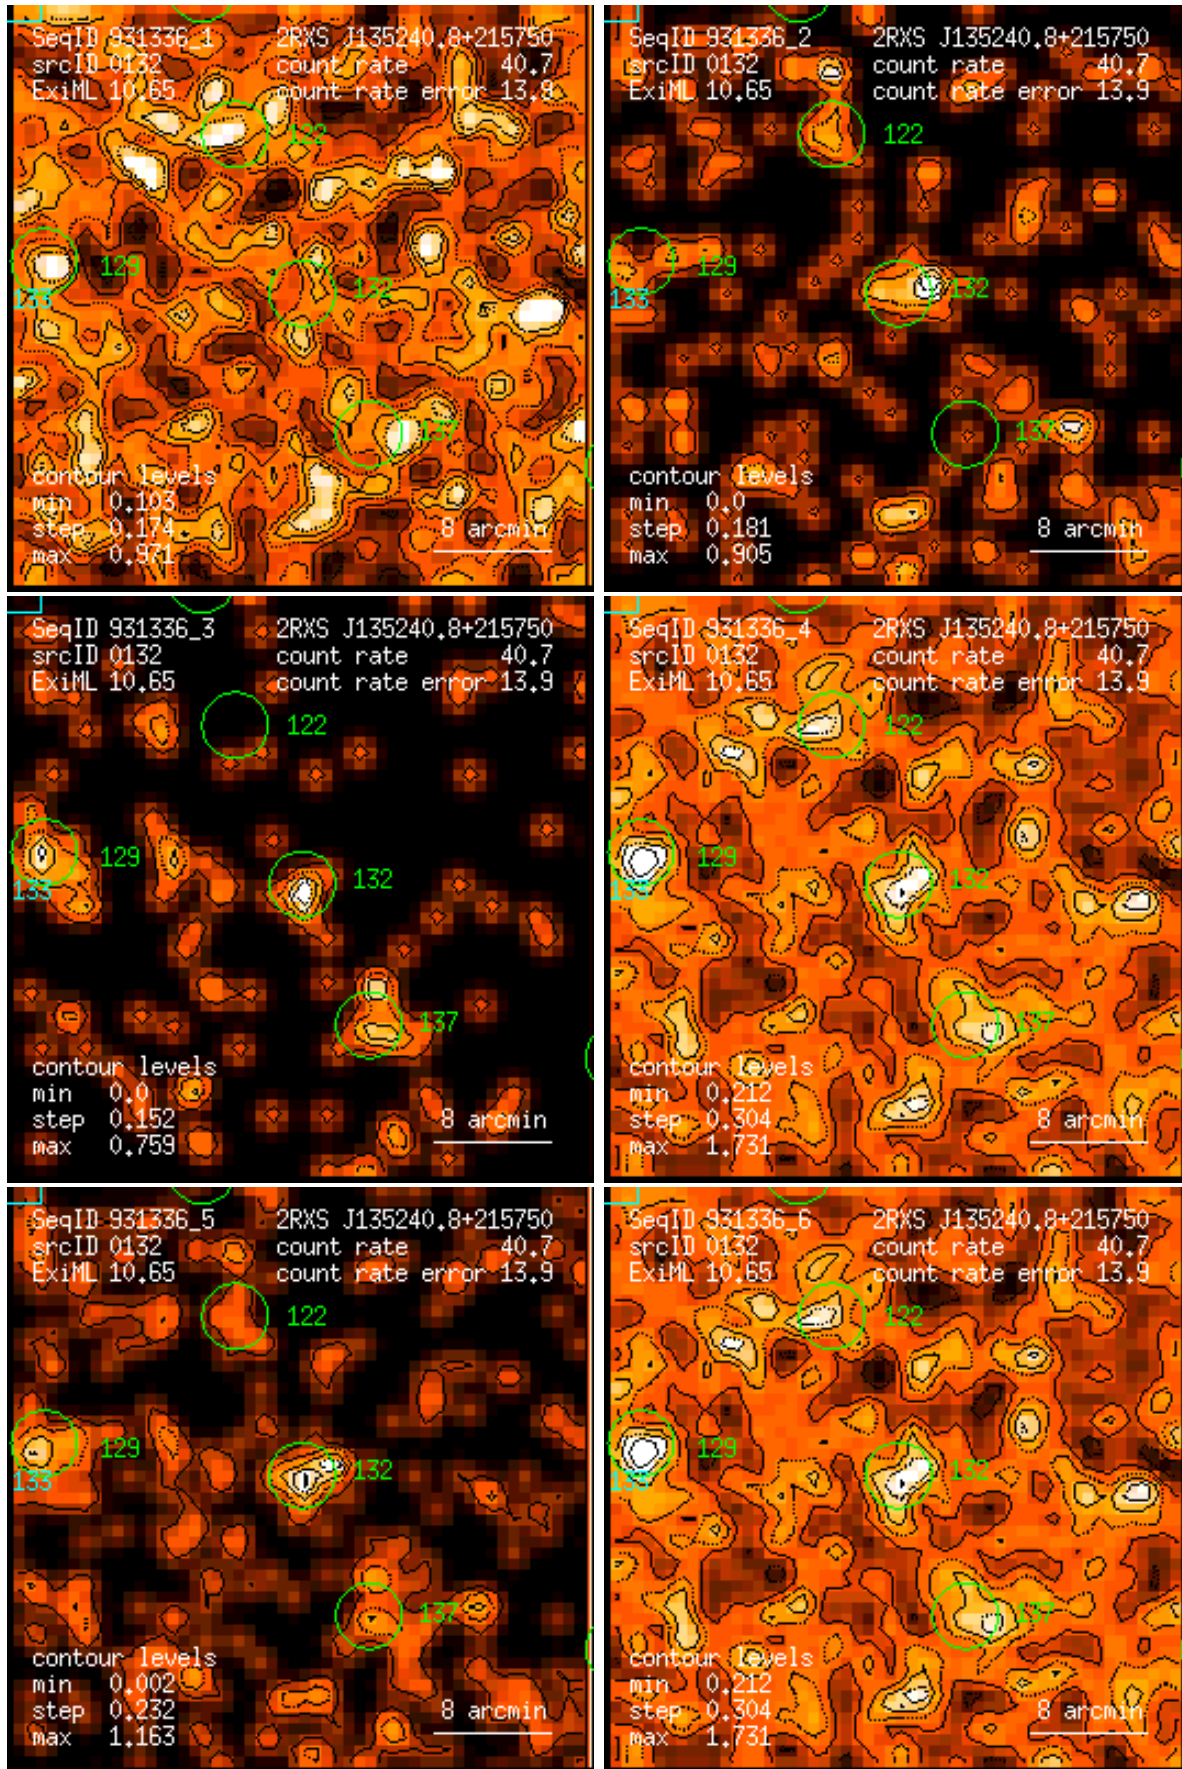 SeqID 931336_1 2RXS J135240.8+215750
srcID 0132 count rate 40.7
ExiML 10.65 count rate error 13.9
122
129
133
132
137
contour levels
min 0.103
step 0.174
max 0.971
8 arcmin
SeqID 931336_2 2RXS J135240.8+215750
srcID 0132 count rate 40.7
ExiML 10.65 count rate error 13.9
122
129
133
132
137
contour levels
min 0.0
step 0.181
max 0.905
8 arcmin
SeqID 931336_3 2RXS J135240.8+215750
srcID 0132 count rate 40.7
ExiML 10.65 count rate error 13.9
122
129
133
132
137
contour levels
min 0.0
step 0.152
max 0.759
8 arcmin
SeqID 931336_4 2RXS J135240.8+215750
srcID 0132 count rate 40.7
ExiML 10.65 count rate error 13.9
122
129
133
132
137
contour levels
min 0.212
step 0.304
max 1.731
8 arcmin
SeqID 931336_5 2RXS J135240.8+215750
srcID 0132 count rate 40.7
ExiML 10.65 count rate error 13.9
122
129
133
132
137
contour levels
min 0.002
step 0.232
max 1.163
8 arcmin
SeqID 931336_6 2RXS J135240.8+215750
srcID 0132 count rate 40.7
ExiML 10.65 count rate error 13.9
122
129
133
132
137
contour levels
min 0.212
step 0.304
max 1.731
8 arcmin